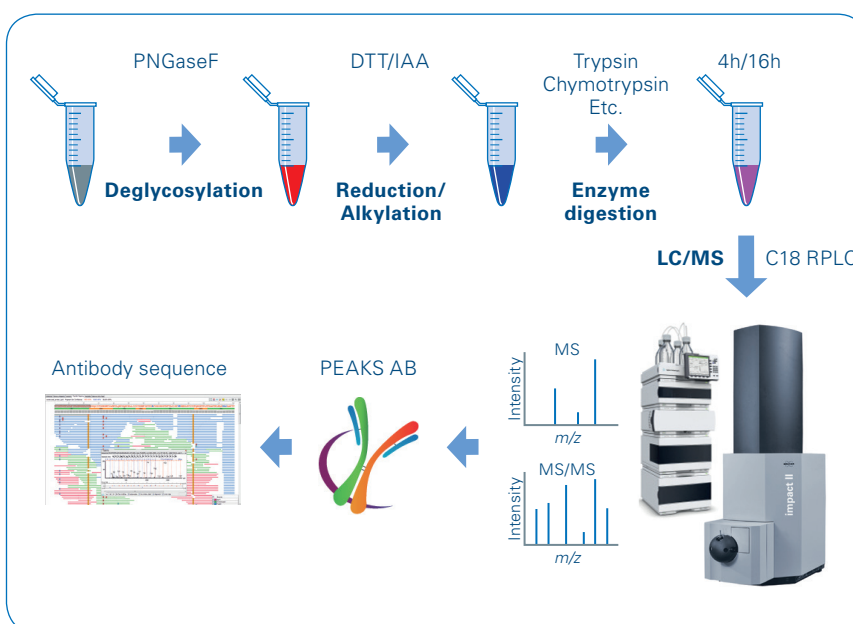 PNGaseF
DTT/IAA
Trypsin
Chymotrypsin
Etc.
4h/16h
Deglycosylation
Reduction/
Alkylation
Enzyme
digestion
LC/MS
C18 RPLC
Antibody sequence
PEAKS AB
MS
Intensity
m/z
MS/MS
Intensity
m/z
impact II